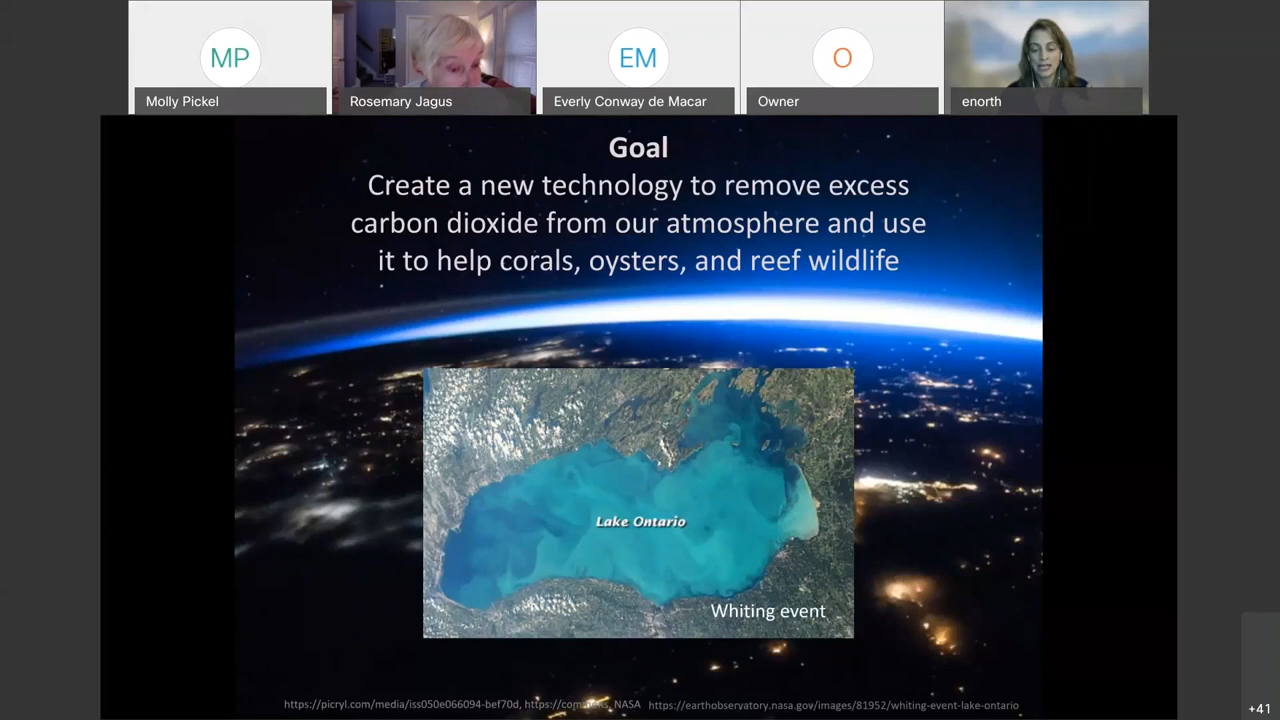 MP
Molly Pickel
Rosemary Jagus
EM
Everly Conway de Macar
O
Owner
enorth
Goal
Create a new technology to remove excess
carbon dioxide from our atmosphere and use
it to help corals, oysters, and reef wildlife
Lake Ontario
Whiting event
https://picryl.com/media/iss050e066094-bef70d, https://commons, NASA https://earthobservatory.nasa.gov/images/81952/whiting-event-lake-ontario
+41